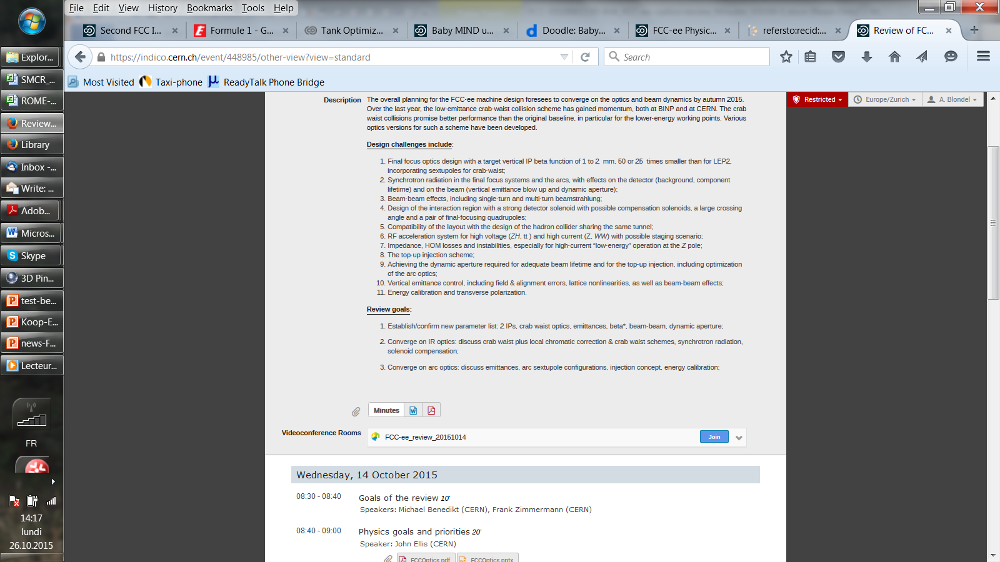 File Edit View History Bookmarks Tools Help
Second FCC I...
Formule 1 - G...
Tank Optimiz...
Baby MIND u...
Doodle: Baby...
FCC-ee Physic...
refersto:recid:...
Review of FC...
https://indico.cern.ch/event/448985/other-view?view=standard
Search
Most Visited
Taxi-phone
ReadyTalk Phone Bridge
Explor...
SMCR_...
ROME-...
Review...
Library
Inbox -...
Write: ...
Adob...
Micros...
Skype
3D Pin...
test-be...
Koop-E...
news-F...
Lecteur...
FR
14:17
lundi
26.10.2015
Restricted
Europe/Zurich
A. Blondel
Description
The overall planning for the FCC-ee machine design foresees to converge on the optics and beam dynamics by autumn 2015.
Over the last year, the low-emittance crab-waist collision scheme has gained momentum, both at BINP and at CERN. The crab
waist collisions promise better performance than the original baseline, in particular for the lower-energy working points. Various
optics versions for such a scheme have been developed.
Design challenges include:
1. Final focus optics design with a target vertical IP beta function of 1 to 2 mm, 50 or 25 times smaller than for LEP2,
incorporating sextupoles for crab-waist;
2. Synchrotron radiation in the final focus systems and the arcs, with effects on the detector (background, component
lifetime) and on the beam (vertical emittance blow up and dynamic aperture);
3. Beam-beam effects, including single-turn and multi-turn beamstrahlung;
4. Design of the interaction region with a strong detector solenoid with possible compensation solenoids, a large crossing
angle and a pair of final-focusing quadrupoles;
5. Compatibility of the layout with the design of the hadron collider sharing the same tunnel;
6. RF acceleration system for high voltage (ZH, tt ) and high current (Z, WW) with possible staging scenario;
7. Impedance, HOM losses and instabilities, especially for high-current “low-energy” operation at the Z pole;
8. The top-up injection scheme;
9. Achieving the dynamic aperture required for adequate beam lifetime and for the top-up injection, including optimization
of the arc optics;
10. Vertical emittance control, including field & alignment errors, lattice nonlinearities, as well as beam-beam effects;
11. Energy calibration and transverse polarization.
Review goals:
1. Establish/confirm new parameter list: 2 IPs, crab waist optics, emittances, beta*, beam-beam, dynamic aperture;
2. Converge on IR optics: discuss crab waist plus local chromatic correction & crab waist schemes, synchrotron radiation,
solenoid compensation;
3. Converge on arc optics: discuss emittances, arc sextupole configurations, injection concept, energy calibration;
Minutes
Videoconference Rooms
FCC-ee_review_20151014
Join
Wednesday, 14 October 2015
08:30 - 08:40
Goals of the review 10'
Speakers: Michael Benedikt (CERN), Frank Zimmermann (CERN)
08:40 - 09:00
Physics goals and priorities 20'
Speaker: John Ellis (CERN)
FCCOptics.pdf
FCCOptics.pptx